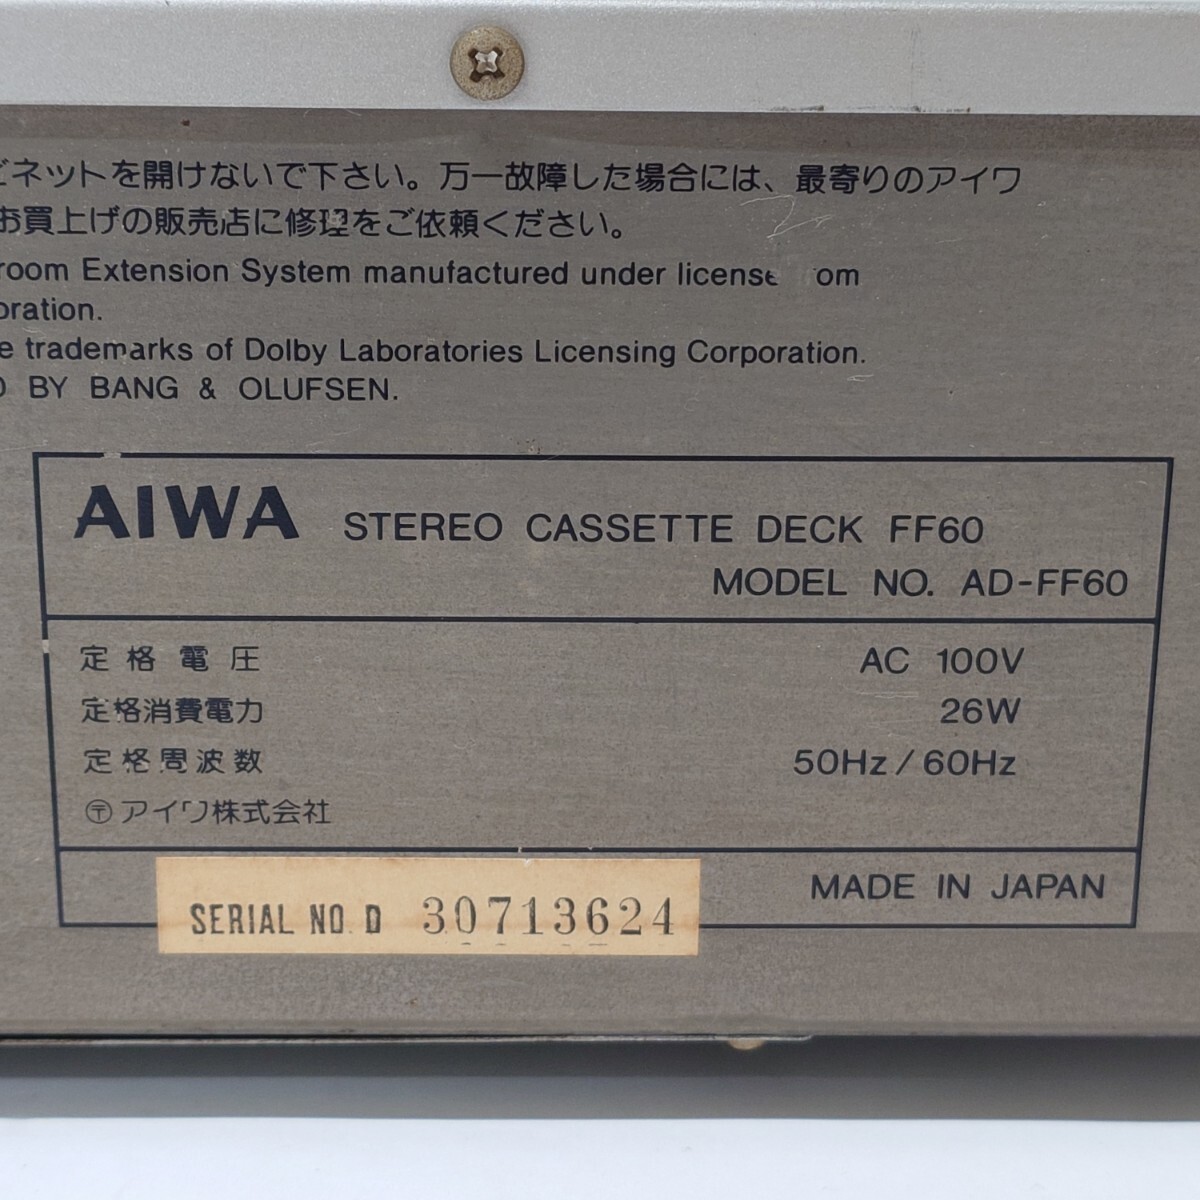 ビネットを開けないで下さい。万一故障した場合には、最寄りのアイワ
お買上げの販売店に修理をご依頼ください。
room Extension System manufactured under license from
oration.
e trademarks of Dolby Laboratories Licensing Corporation.
D BY BANG & OLUFSEN.
AIWA STEREO CASSETTE DECK FF60
MODEL NO. AD-FF60
定格電圧 AC 100V
定格消費電力 26W
定格周波数 50Hz/60Hz
〶 アイワ株式会社
SERIAL NO. D 30713624
MADE IN JAPAN